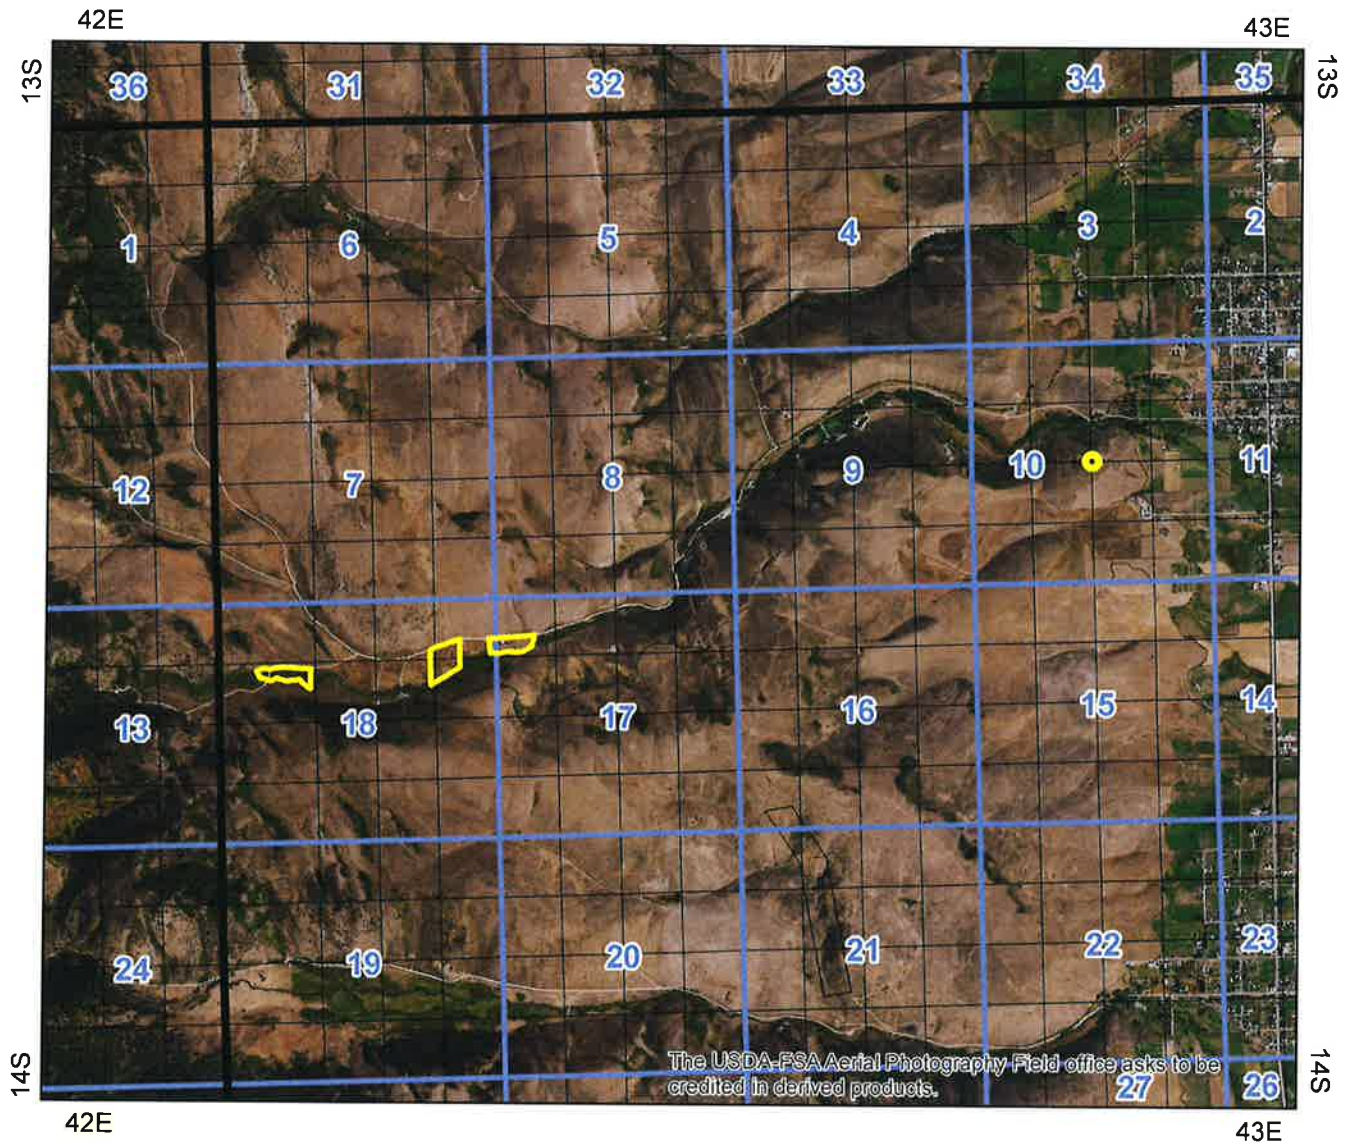 42E
43E
13S
13S
36 31 32 33 34 35
1 6 5 4 3 2
12 7 8 9 10 11
13 18 17 16 15 14
24 19 20 21 22 23
The USDA-FSA Aerial Photography Field office asks to be
credited in derived products.
27 26
14S
14S
42E
43E